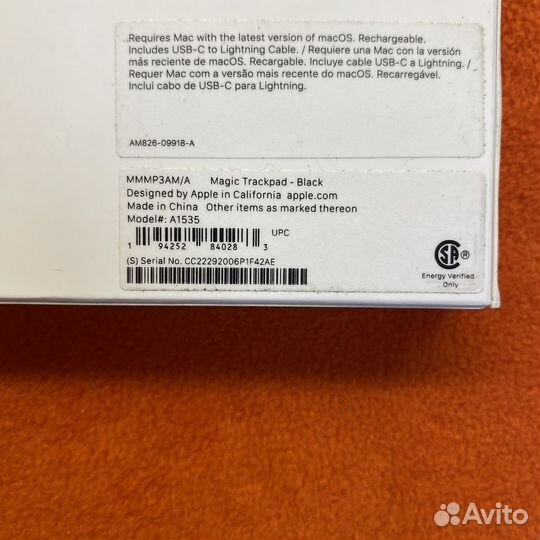 Requires Mac with the latest version of macOS. Rechargeable.
Includes USB-C to Lightning Cable. / Requiere una Mac con la versión
más reciente de macOS. Recargable. Incluye cable USB-C a Lightning. /
Requer Mac com a versão mais recente do macOS. Recarregável.
Inclui cabo de USB-C para Lightning.
AM826-09918-A
MMMP3AM/A Magic Trackpad - Black
Designed by Apple in California apple.com
Made in China Other items as marked thereon
Model#: A1535
UPC
1 94252 84028 3
(S) Serial No. CC22292006P1F42AE
SA ®
Energy Verified
Only
Avito